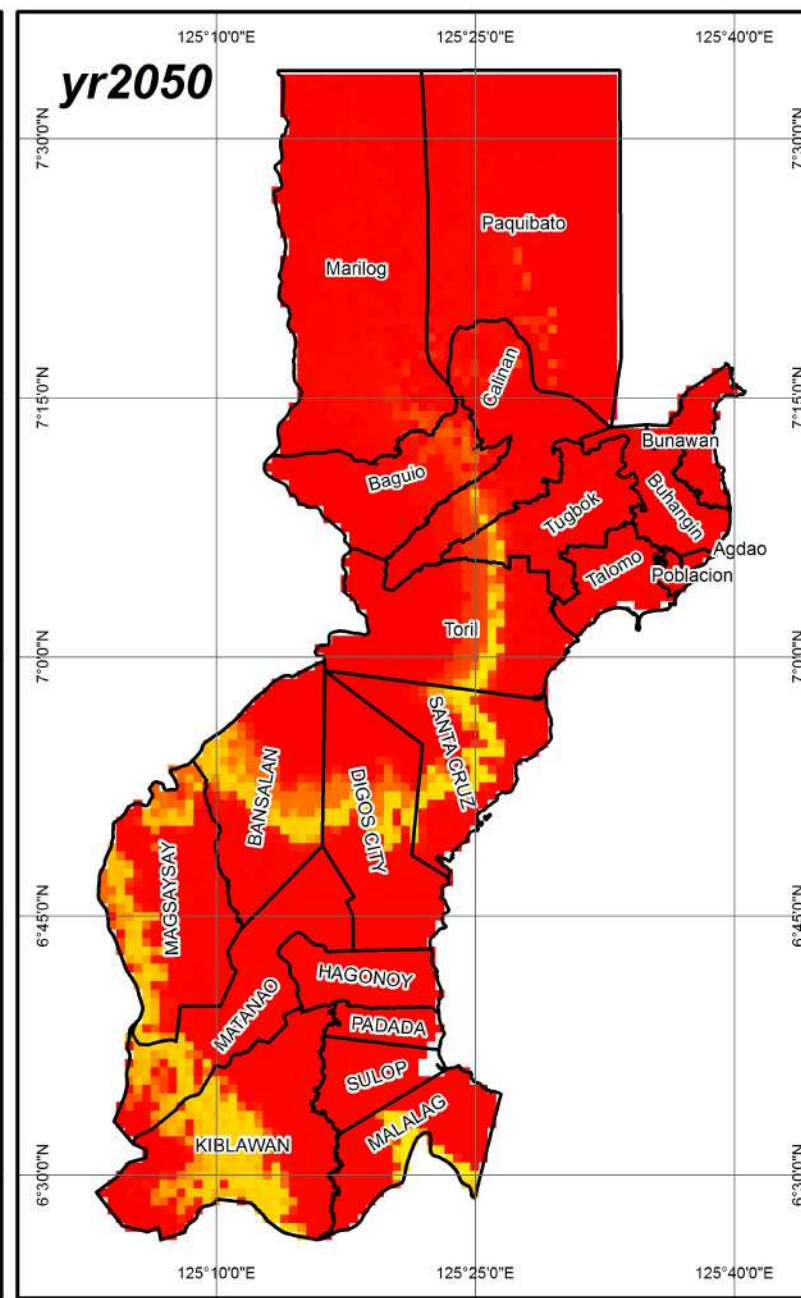 125°10'0"E
125°25'0"E
125°40'0"E
yr2050
7°30'0"N
7°30'0"N
Paquibato
Marilog
Calinan
7°15'0"N
7°15'0"N
Bunawan
Baguio
Buhangin
Tugbok
Agdao
Talomo
Poblacion
Toril
7°0'0"N
7°0'0"N
SANTA CRUZ
BANSALAN
DIGOS CITY
MAGSAYSAY
6°45'0"N
6°45'0"N
HAGONOY
MATANAO
PADADA
SULOP
MALALAG
KIBLAWAN
6°30'0"N
6°30'0"N
125°10'0"E
125°25'0"E
125°40'0"E